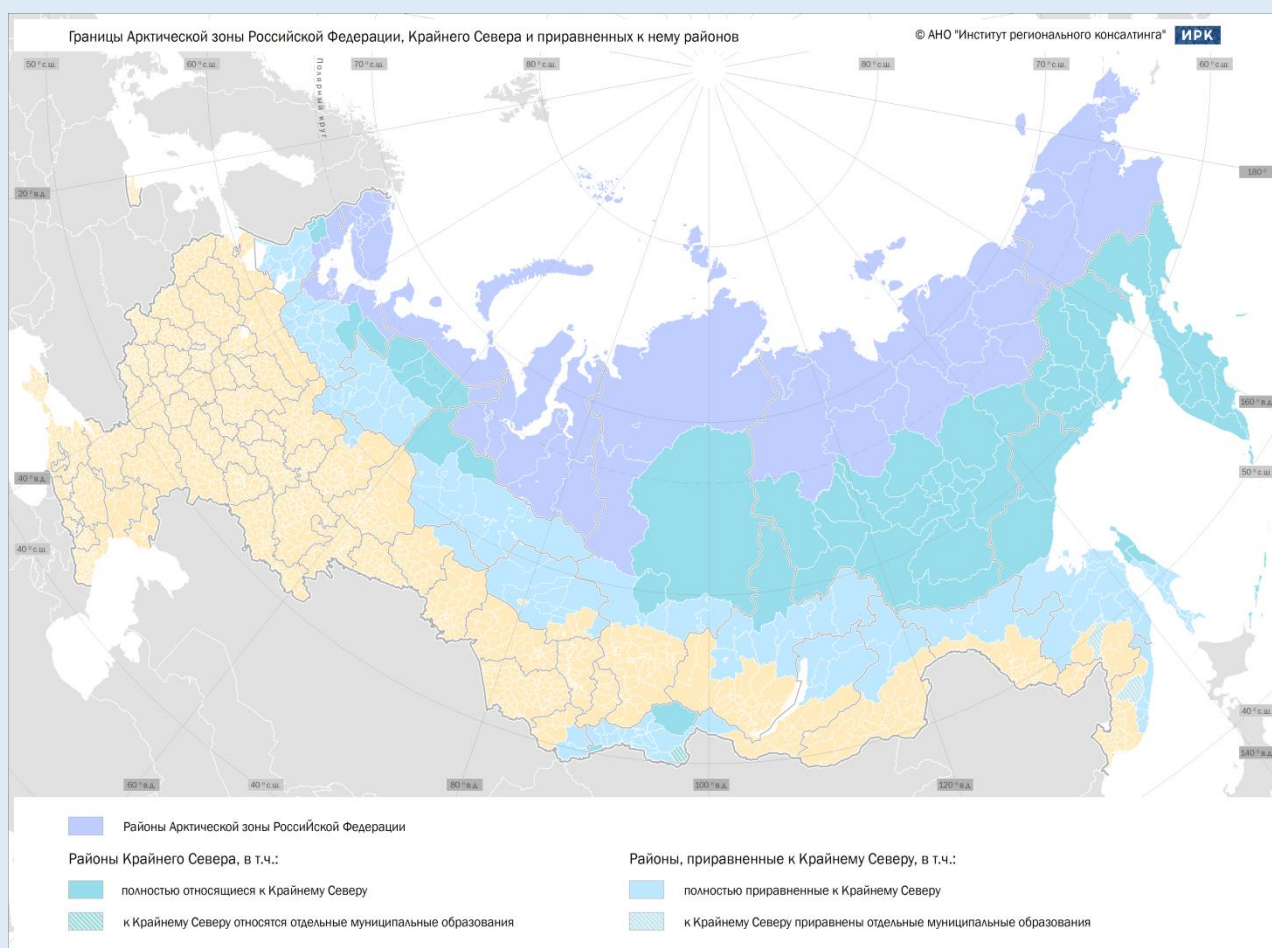 Границы Арктической зоны Российской Федерации, Крайнего Севера и приравненных к нему районов
© АНО "Институт регионального консалтинга" ИРК
50° с.ш.
60° с.ш.
Полярный круг
70° с.ш.
80° с.ш.
80° с.ш.
70° с.ш.
60° с.ш.
20° в.д.
180°
160° в.д.
40° в.д.
50° с.ш.
40° с.ш.
40° с.ш.
140° в.д.
60° в.д.
40° с.ш.
80° в.д.
100° в.д.
120° в.д.
Районы Арктической зоны РоссиЙской Федерации
Районы Крайнего Севера, в т.ч.:
полностью относящиеся к Крайнему Северу
к Крайнему Северу относятся отдельные муниципальные образования
Районы, приравненные к Крайнему Северу, в т.ч.:
полностью приравненные к Крайнему Северу
к Крайнему Северу приравнены отдельные муниципальные образования